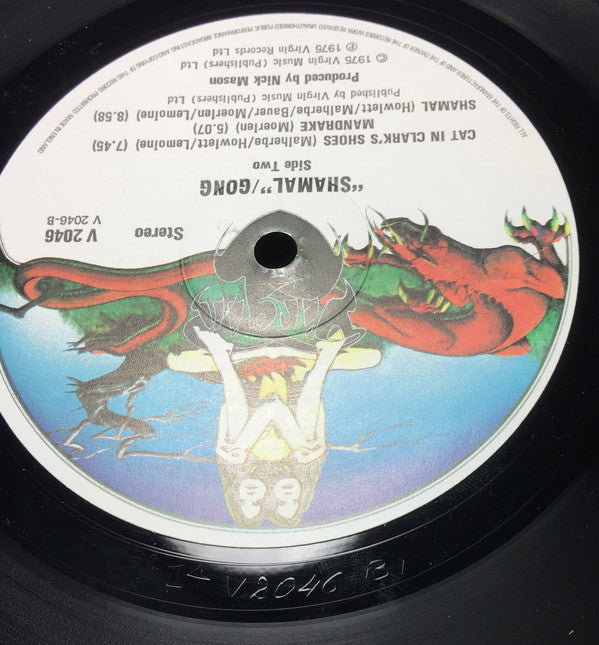 Stereo
V 2046
V 2046-B
“SHAMAL”/GONG
Side Two
CAT IN CLARK'S SHOES (Malherbe/Howlett/Lemoine) (7.45)
MANDRAKE (Moerlen) (5.07)
SHAMAL (Howlett/Malherbe/Bauer/Moerlen/Lemoine) (8.58)
Published by Virgin Music (Publishers) Ltd
Produced by Nick Mason
℗ 1975 Virgin Records Ltd
© 1975 Virgin Music (Publishers) Ltd
ALL RIGHTS OF THE MANUFACTURER AND OF THE OWNER OF THE RECORDED WORK RESERVED UNAUTHORISED PUBLIC PERFORMANCE, BROADCASTING AND COPYING OF THIS RECORD PROHIBITED. MADE IN ENGLAND
Virgin
V2046 B